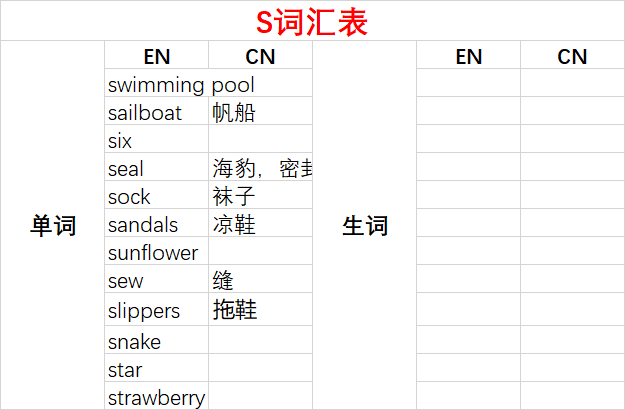 S词汇表
EN CN EN CN
swimming pool
sailboat 帆船
six
seal 海豹，密封
sock 袜子
单词 sandals 凉鞋 生词
sunflower
sew 缝
slippers 拖鞋
snake
star
strawberry